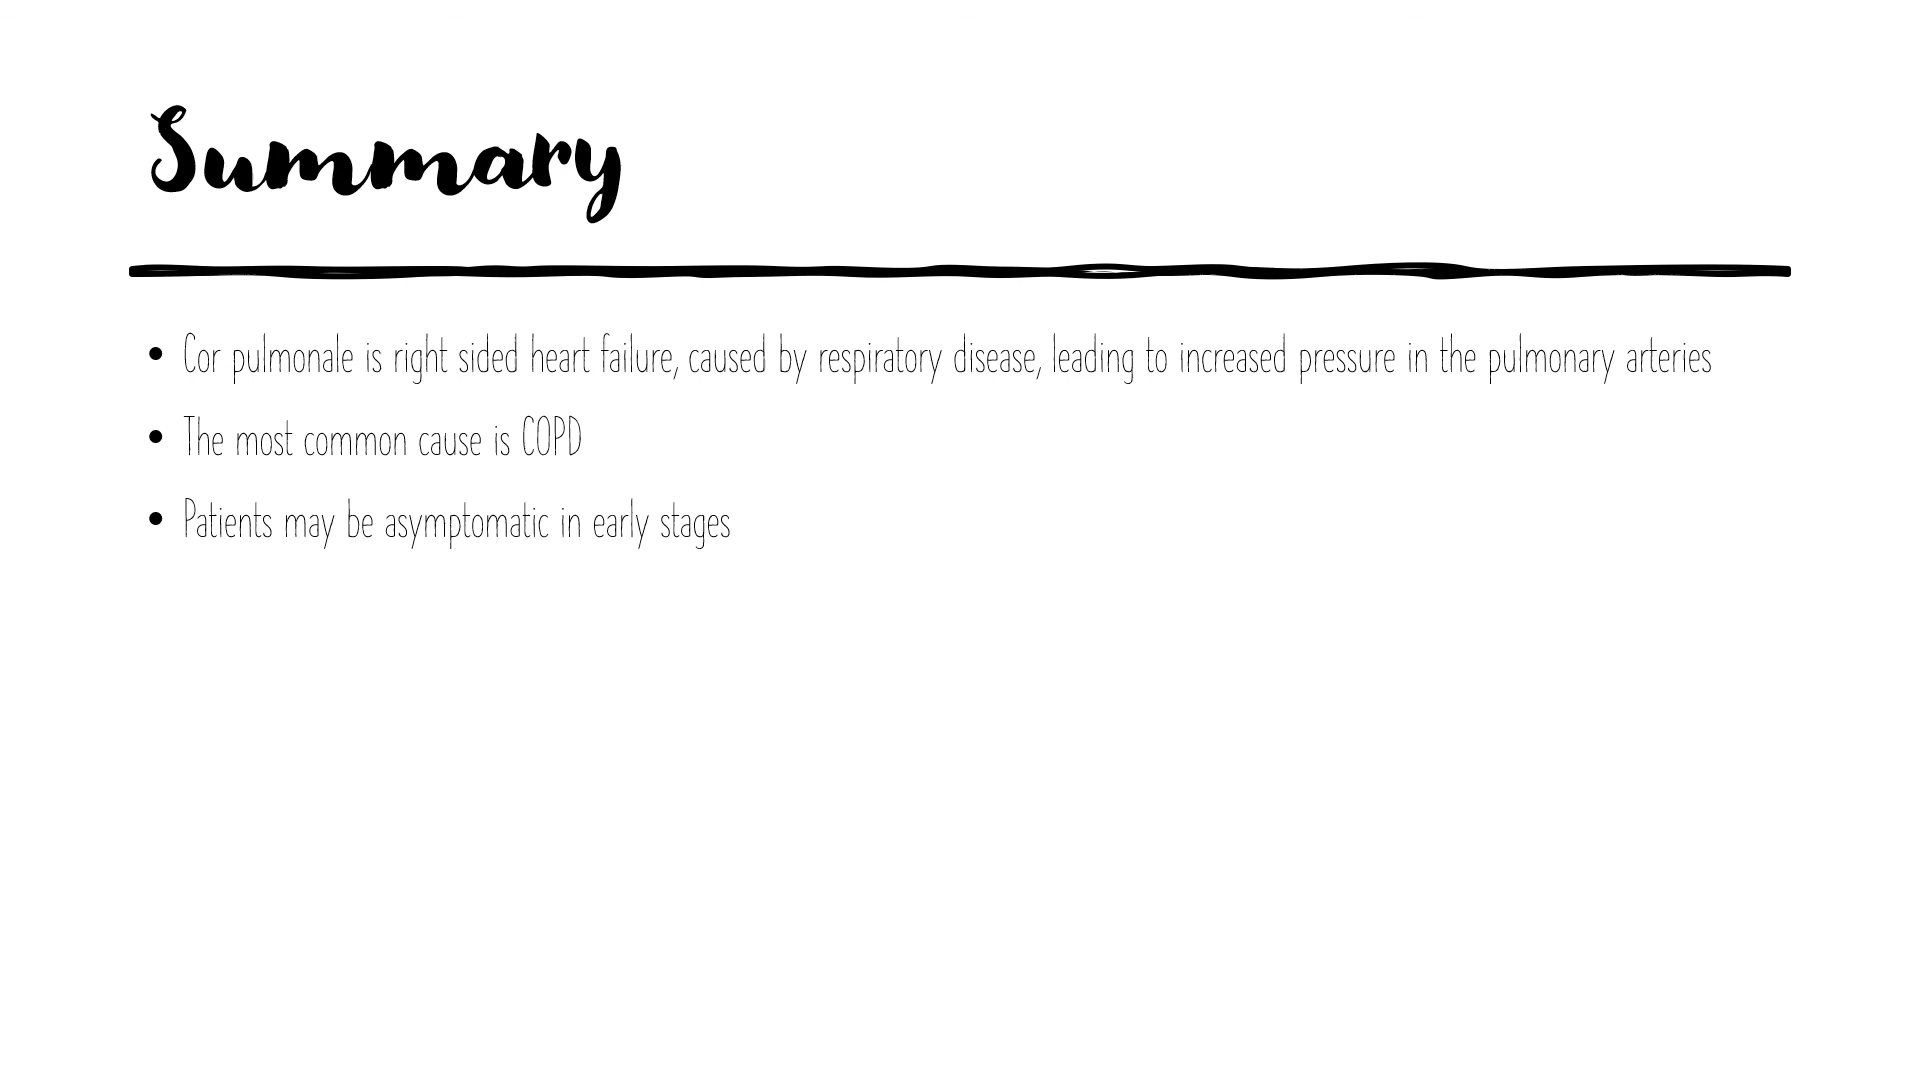 Summary
• Cor pulmonale is right sided heart failure, caused by respiratory disease, leading to increased pressure in the pulmonary arteries
• The most common cause is COPD
• Patients may be asymptomatic in early stages